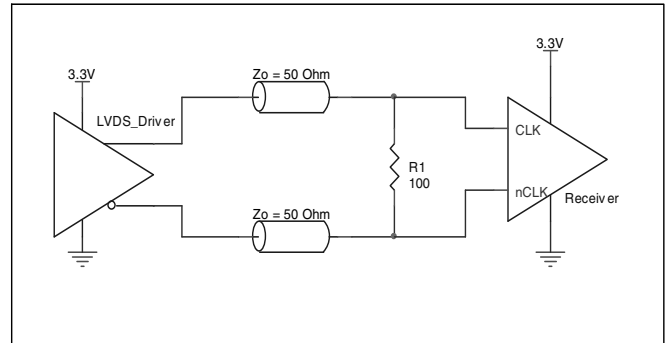 3.3V
LVDS_Driver
Zo = 50 Ohm
Zo = 50 Ohm
R1
100
3.3V
CLK
nCLK
Receiver